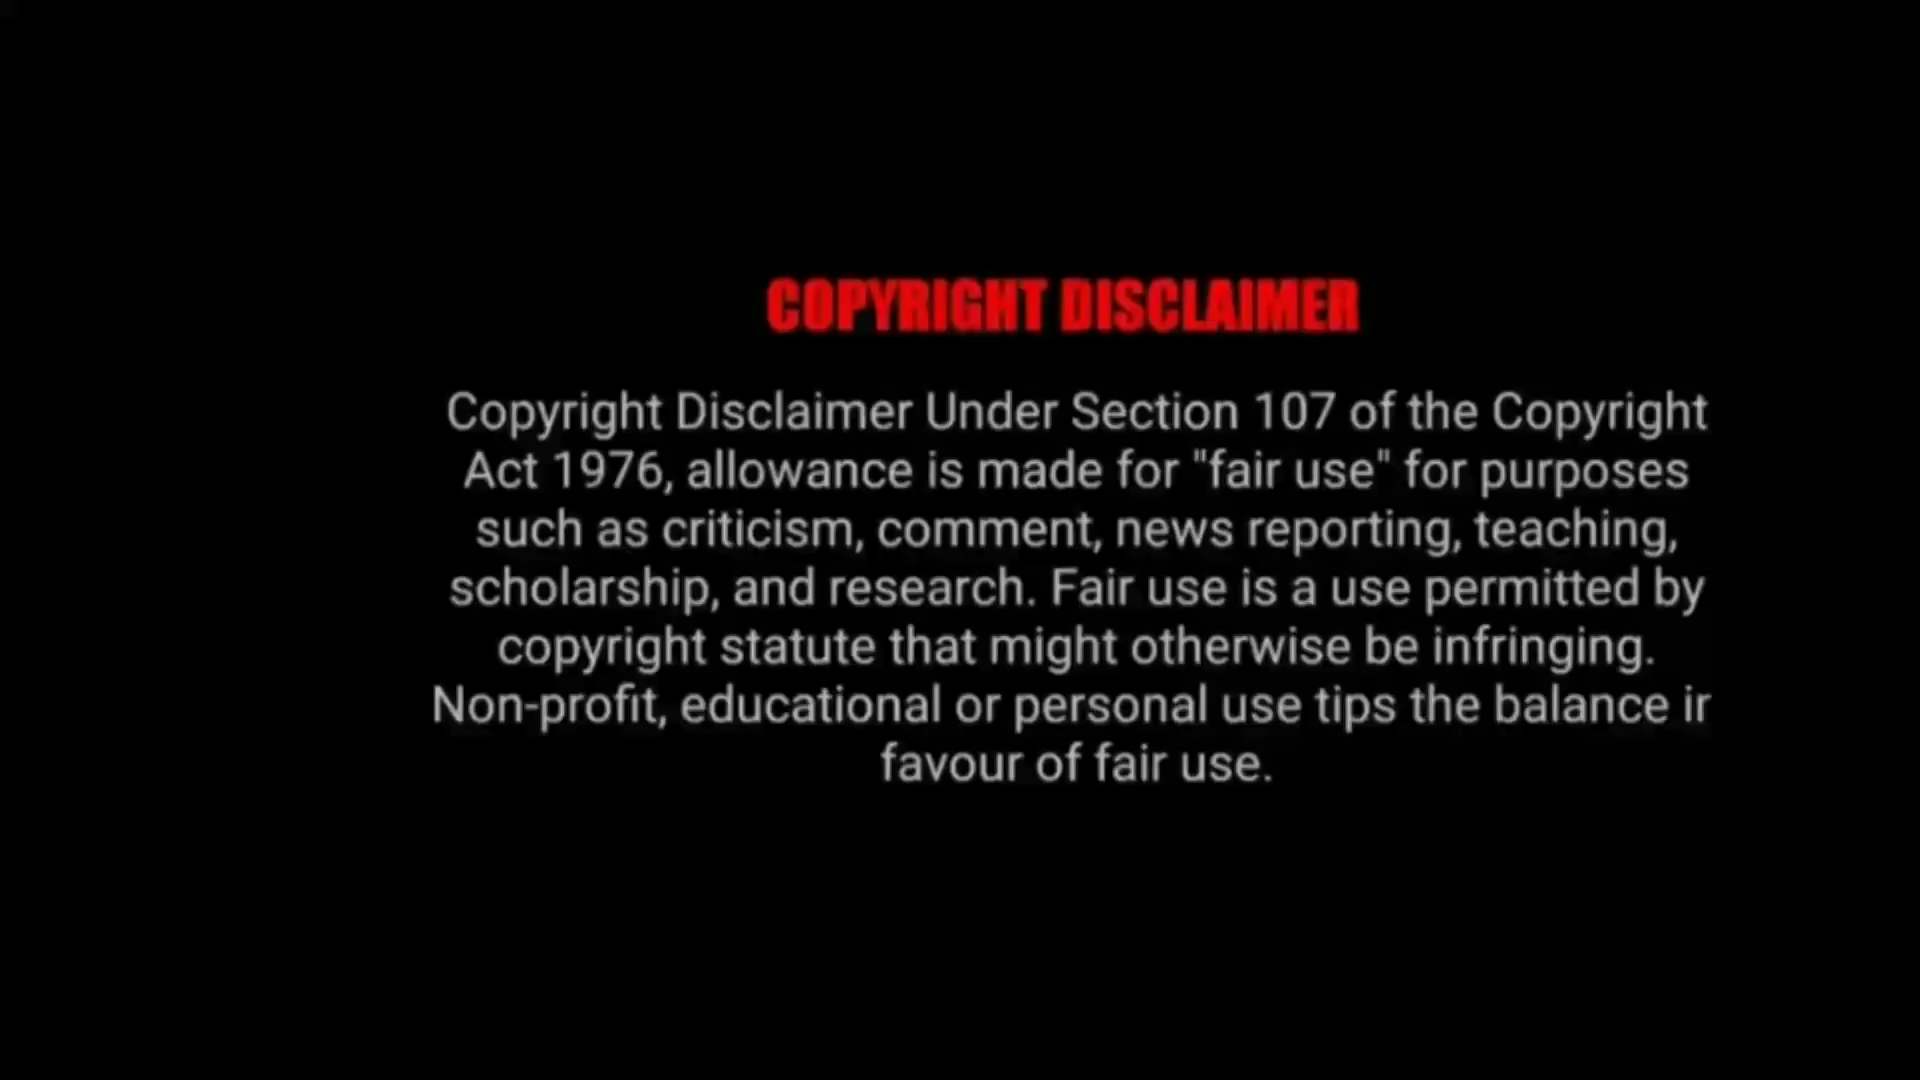 COPYRIGHT DISCLAIMER
Copyright Disclaimer Under Section 107 of the Copyright
Act 1976, allowance is made for "fair use" for purposes
such as criticism, comment, news reporting, teaching,
scholarship, and research. Fair use is a use permitted by
copyright statute that might otherwise be infringing.
Non-profit, educational or personal use tips the balance ir
favour of fair use.